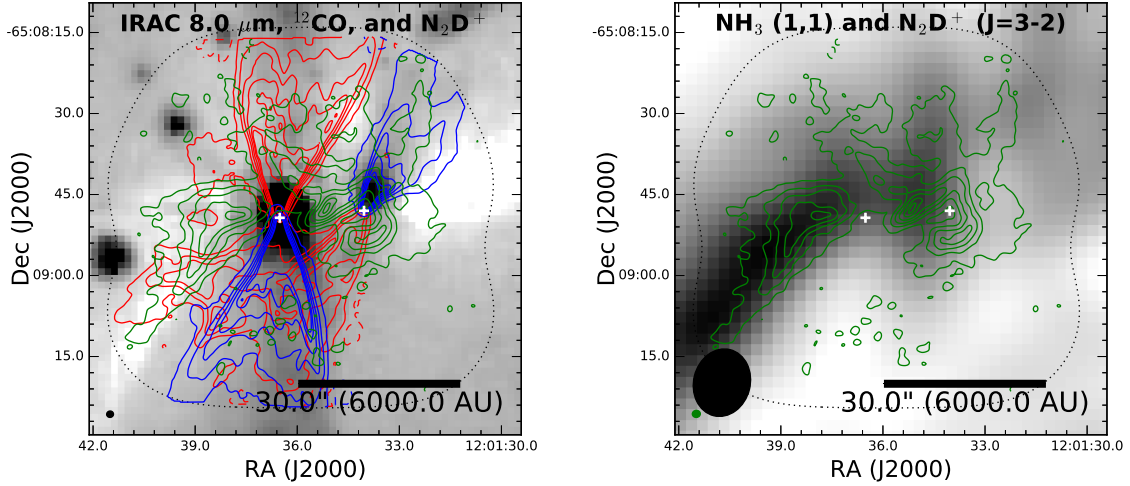 IRAC 8.0 μm, ¹²CO, and N₂D⁺
-65:08:15.0
30.0
45.0
09:00.0
15.0
Dec (J2000)
30.0" (6000.0 AU)
42.0 39.0 36.0 33.0 12:01:30.0
RA (J2000)
NH₃ (1,1) and N₂D⁺ (J=3-2)
-65:08:15.0
30.0
45.0
09:00.0
15.0
Dec (J2000)
30.0" (6000.0 AU)
42.0 39.0 36.0 33.0 12:01:30.0
RA (J2000)